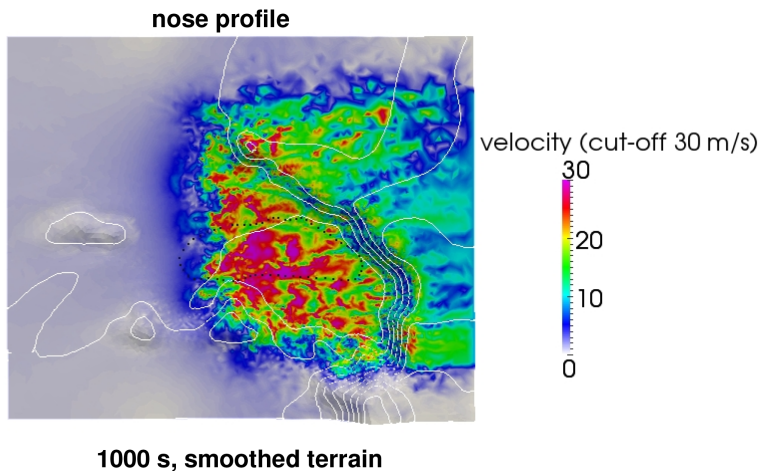 nose profile
velocity (cut-off 30 m/s)
30
20
10
0
1000 s, smoothed terrain